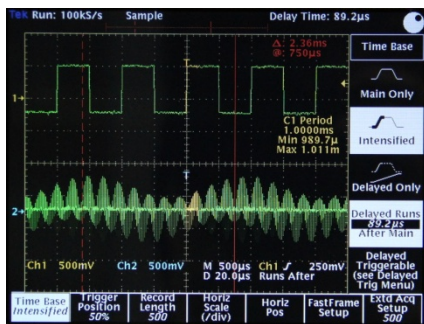 Tek Run: 100kS/s Sample Delay Time: 89.2µs
Δ: 2.36ms
@: 750µs
Time Base
Main Only
Intensified
Delayed Only
Delayed Runs
89.2µs
After Main
Delayed
Triggerable
(see Delayed
Trig Menu)
T
1→
C1 Period
1.0000ms
Min 989.7µ
Max 1.011m
T
2→
Ch1 500mV Ch2 500mV M 500µs Ch1 ∫ 250mV
D 20.0µs Runs After
Time Base
Intensified
Trigger
Position
50%
Record
Length
500
Horiz
Scale
(/div)
Horiz
Pos
FastFrame
Setup
Extd Acq
Setup
500